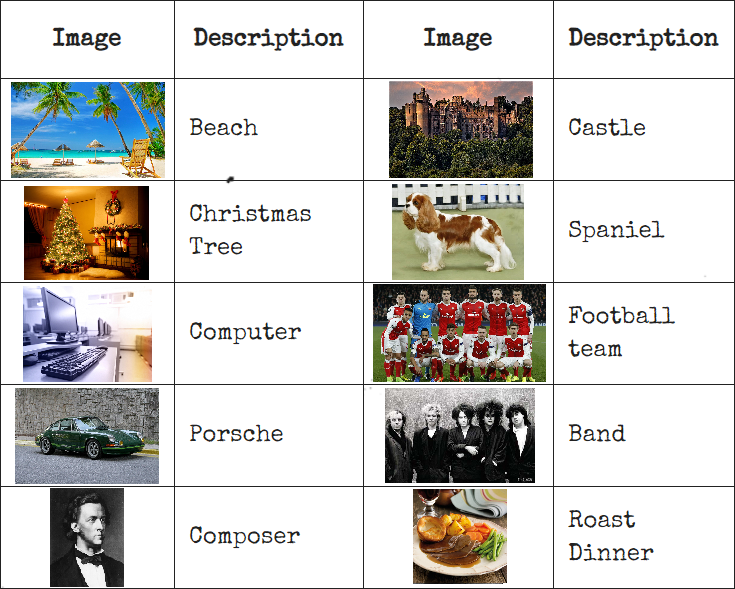 Image Description Image Description
Beach Castle
Christmas Tree Spaniel
Computer Football team
Porsche Band
Composer Roast Dinner